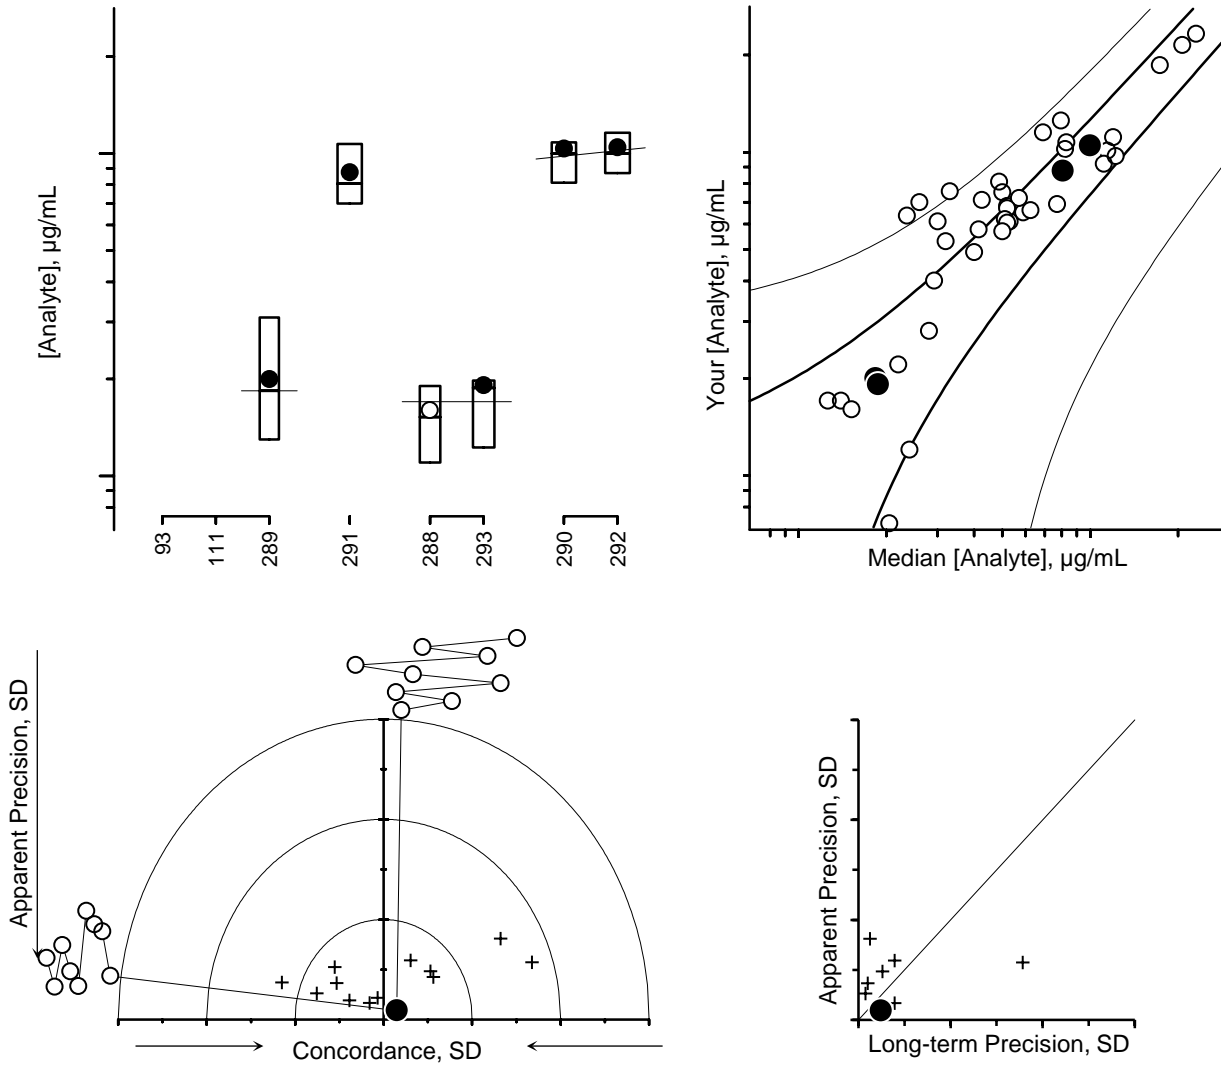 [Analyte], µg/mL
93
111
289
291
288
293
290
292
Your [Analyte], µg/mL
Median [Analyte], µg/mL
Apparent Precision, SD
Concordance, SD
Apparent Precision, SD
Long-term Precision, SD